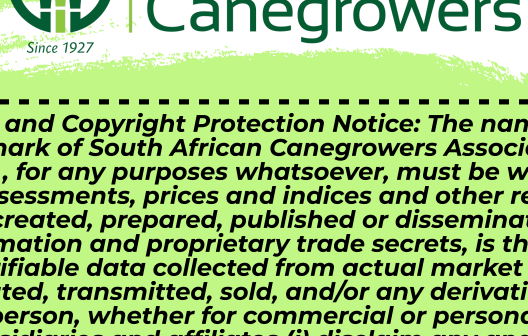 Canegrowers
Since 1927
and Copyright Protection Notice: The nam
mark of South African Canegrowers Associ
, for any purposes whatsoever, must be w
sessments, prices and indices and other re
created, prepared, published or disseminat
mation and proprietary trade secrets, is th
ifiable data collected from actual market
ted, transmitted, sold, and/or any derivati
person, whether for commercial or persona